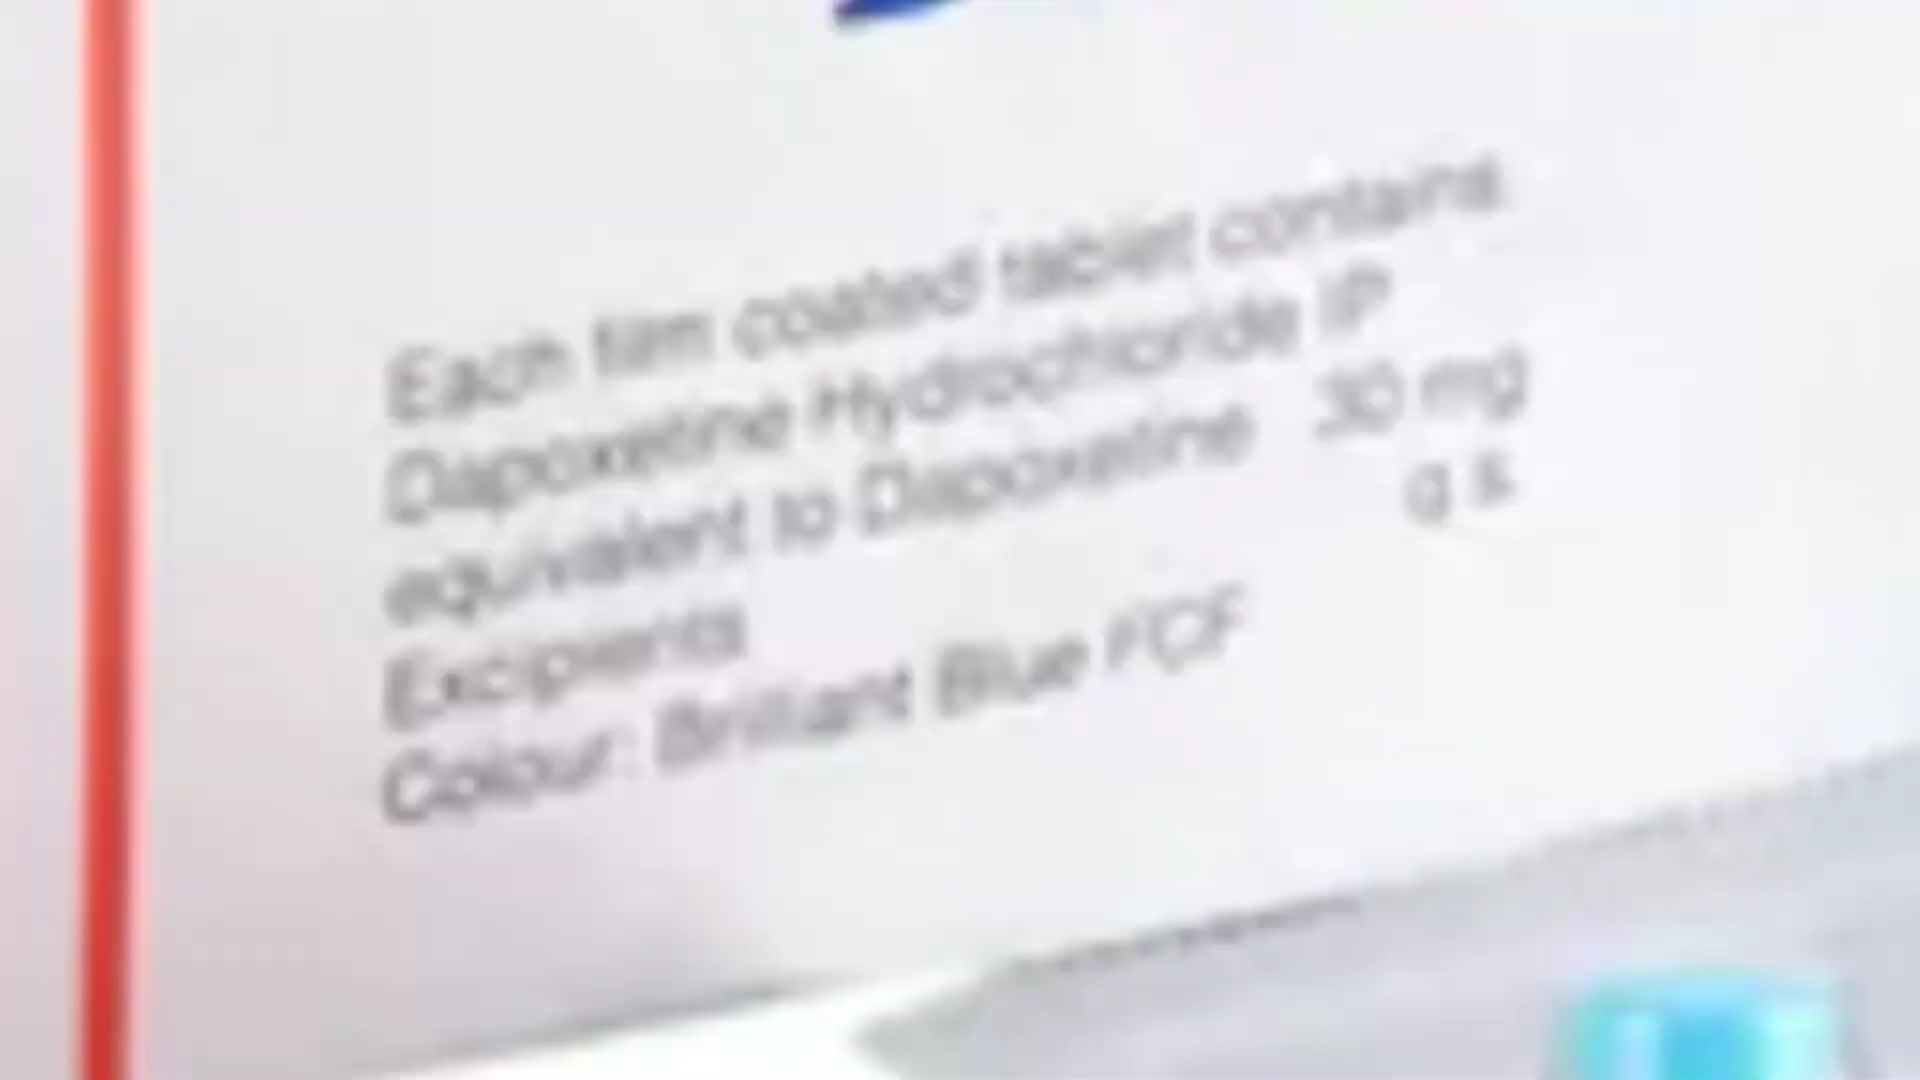 Each film coated tablet contains:
Dapoxetine Hydrochloride IP
equivalent to Dapoxetine 30 mg
Excipients q.s.
Colour: Brilliant Blue FCF